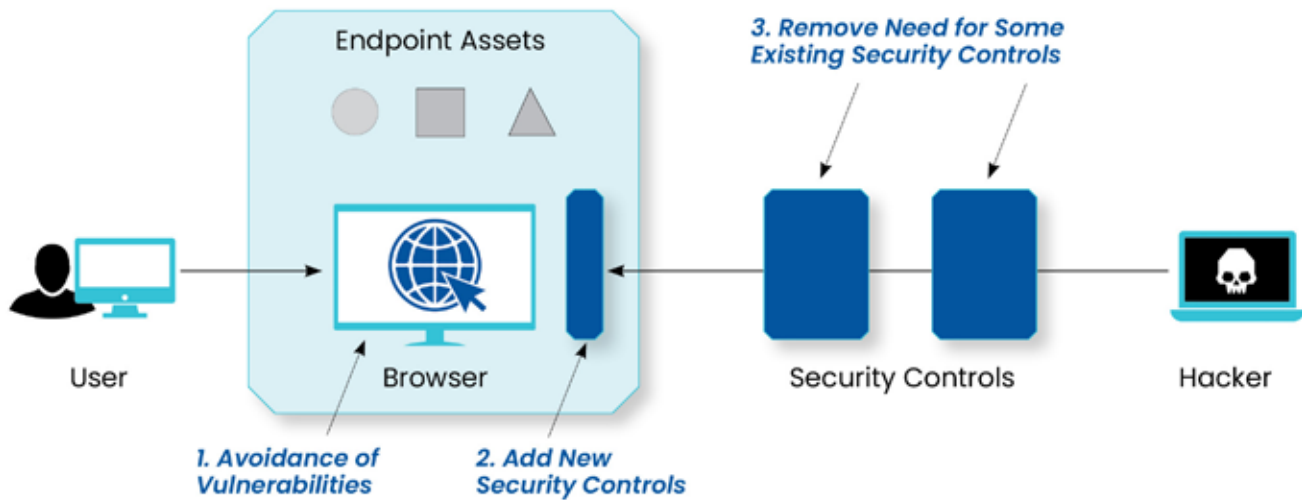 Endpoint Assets
3. Remove Need for Some
Existing Security Controls
User
Browser
Security Controls
Hacker
1. Avoidance of
Vulnerabilities
2. Add New
Security Controls